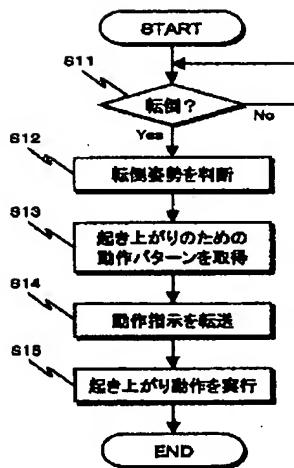 START
S11
転倒？
No
Yes
S12
転倒姿勢を判断
S13
起き上がりのための
動作パターンを取得
S14
動作指示を転送
S15
起き上がり動作を実行
END